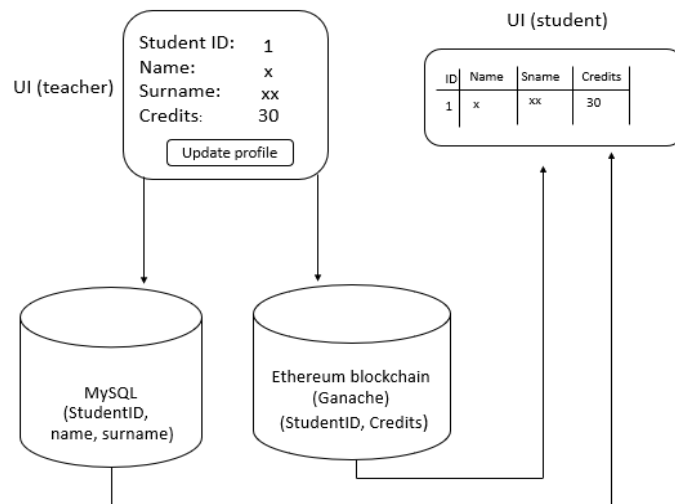 UI (student)
UI (teacher)
Student ID: 1
Name: x
Surname: xx
Credits: 30
Update profile
ID Name Sname Credits
1 x xx 30
MySQL
(StudentID,
name, surname)
Ethereum blockchain
(Ganache)
(StudentID, Credits)